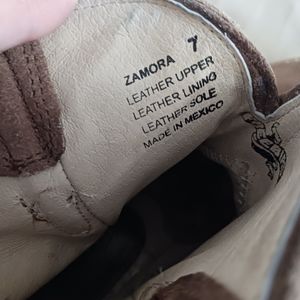 ZAMORA 7
LEATHER UPPER
LEATHER LINING
LEATHER SOLE
MADE IN MEXICO